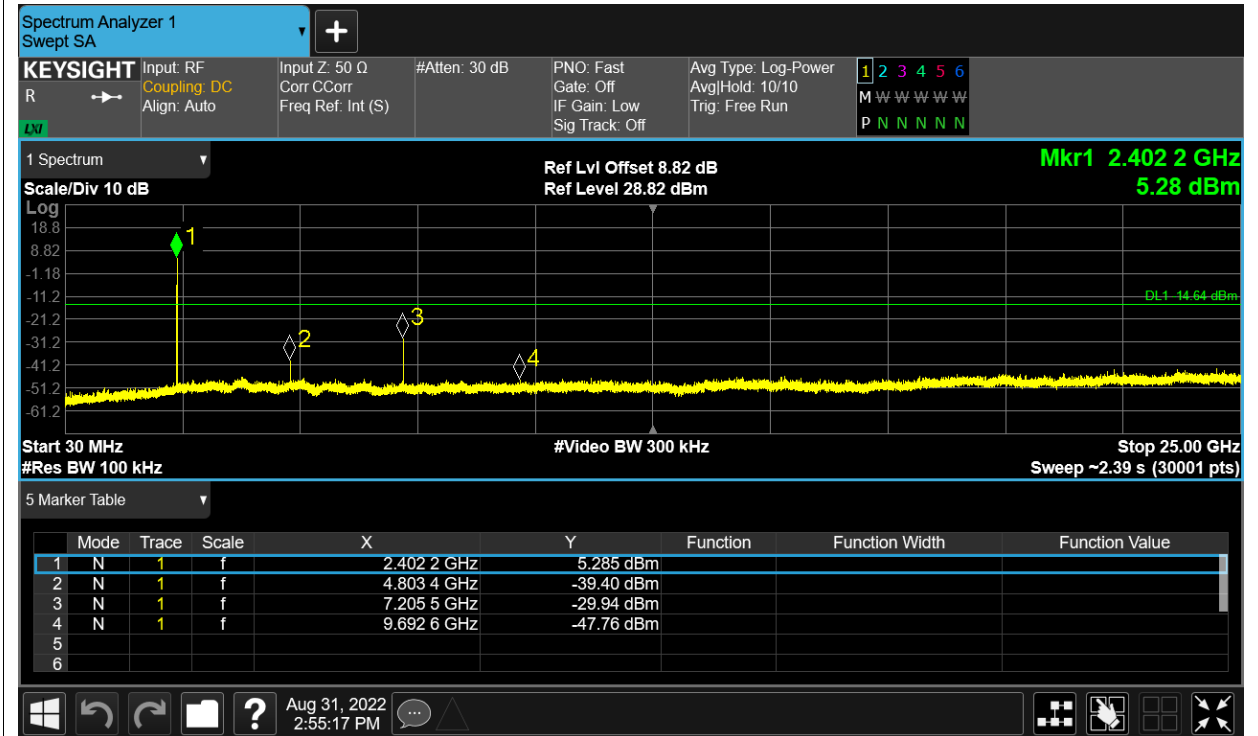 Spectrum Analyzer 1
Swept SA
+
KEYSIGHT Input: RF Input Z: 50 Ω #Atten: 30 dB PNO: Fast Avg Type: Log-Power 1 2 3 4 5 6
R Coupling: DC Corr CCorr Gate: Off Avg|Hold: 10/10 M W W W W W
Align: Auto Freq Ref: Int (S) IF Gain: Low Trig: Free Run P N N N N N
LXI Sig Track: Off
1 Spectrum
Scale/Div 10 dB
Ref Lvl Offset 8.82 dB
Ref Level 28.82 dBm
Mkr1 2.402 2 GHz
5.28 dBm
Log
18.8
8.82
-1.18
-11.2
-21.2
-31.2
-41.2
-51.2
-61.2
1
2
3
4
DL1 -14.64 dBm
Start 30 MHz #Video BW 300 kHz Stop 25.00 GHz
#Res BW 100 kHz Sweep ~2.39 s (30001 pts)
5 Marker Table
Mode Trace Scale X Y Function Function Width Function Value
1 N 1 f 2.402 2 GHz 5.285 dBm
2 N 1 f 4.803 4 GHz -39.40 dBm
3 N 1 f 7.205 5 GHz -29.94 dBm
4 N 1 f 9.692 6 GHz -47.76 dBm
5
6
? Aug 31, 2022
2:55:17 PM